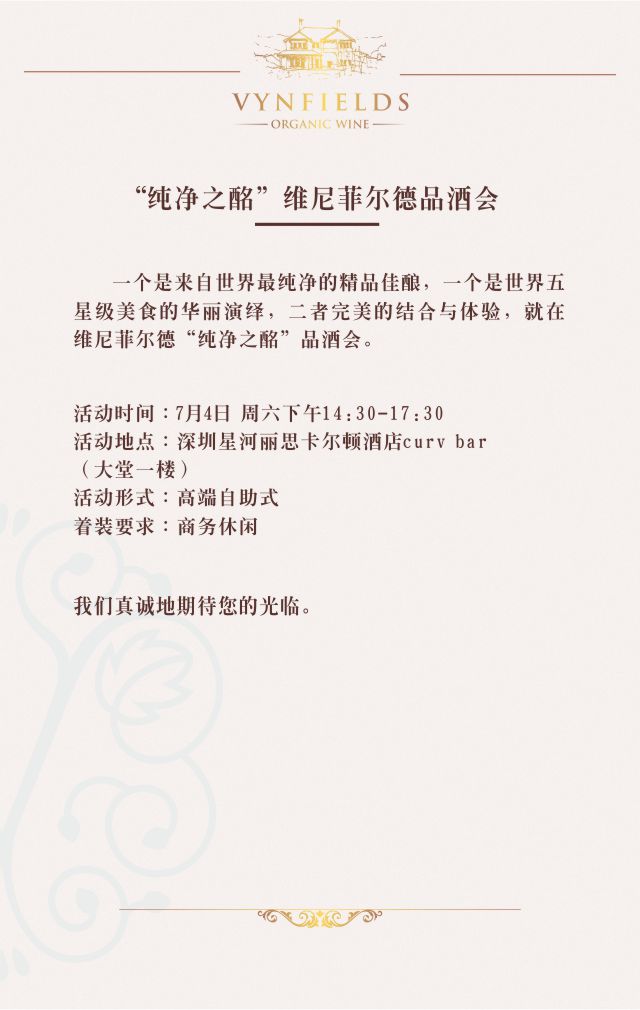 VYNFIELDS
ORGANIC WINE
“纯净之酩”维尼菲尔德品酒会
一个是来自世界最纯净的精品佳酿，一个是世界五
星级美食的华丽演绎，二者完美的结合与体验，就在
维尼菲尔德“纯净之酩”品酒会。
活动时间：7月4日 周六下午14:30-17:30
活动地点：深圳星河丽思卡尔顿酒店curv bar
（大堂一楼）
活动形式：高端自助式
着装要求：商务休闲
我们真诚地期待您的光临。